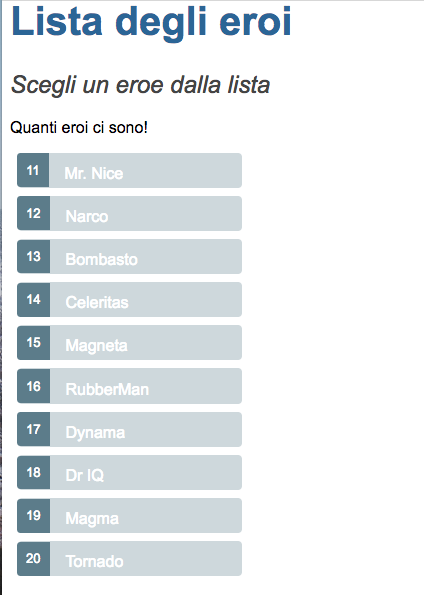 Lista degli eroi
Scegli un eroe dalla lista
Quanti eroi ci sono!
11 Mr. Nice
12 Narco
13 Bombasto
14 Celeritas
15 Magneta
16 RubberMan
17 Dynama
18 Dr IQ
19 Magma
20 Tornado